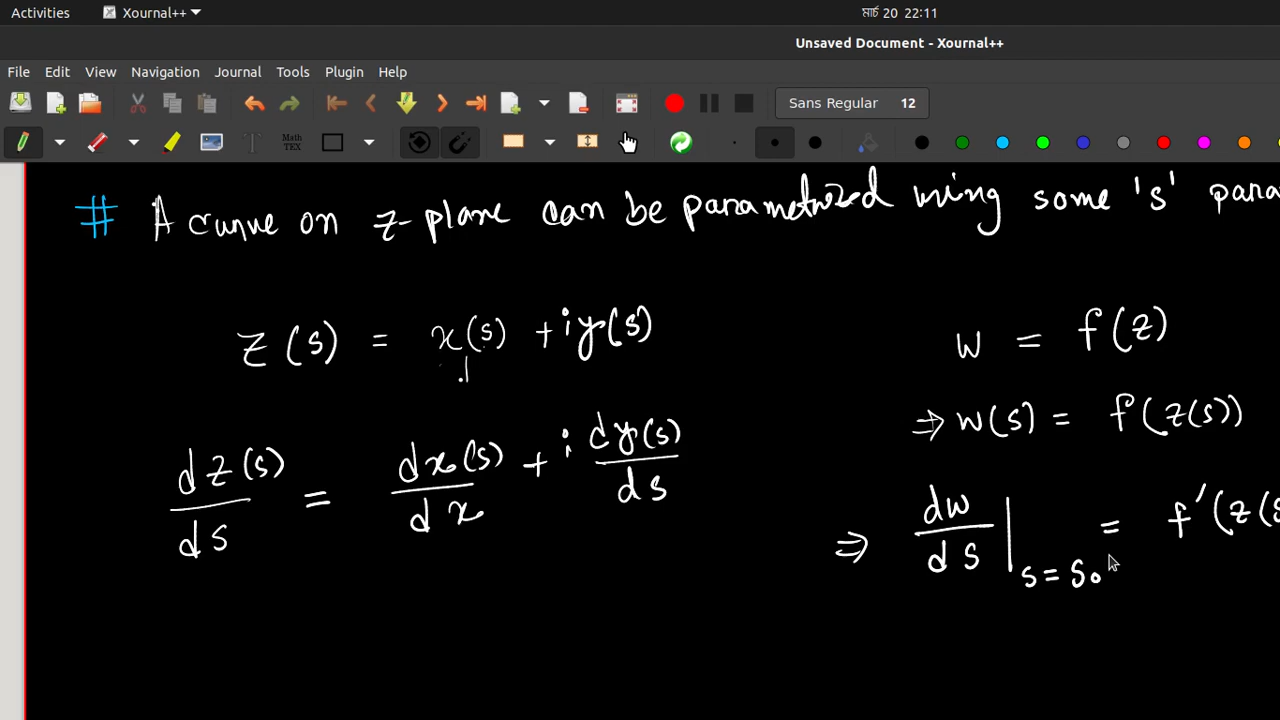 Activities Xournal++ মার্চ 20 22:11
Unsaved Document - Xournal++
File Edit View Navigation Journal Tools Plugin Help
Sans Regular 12
Math TEX
# A curve on z-plane can be parametrized using some 's' para
z(s) = x(s) + iy(s)
w = f(z)
⇒ w(s) = f(z(s))
dz(s)/ds = dx(s)/dx + i dy(s)/ds
⇒ dw/ds |s=s₀ = f'(z(s